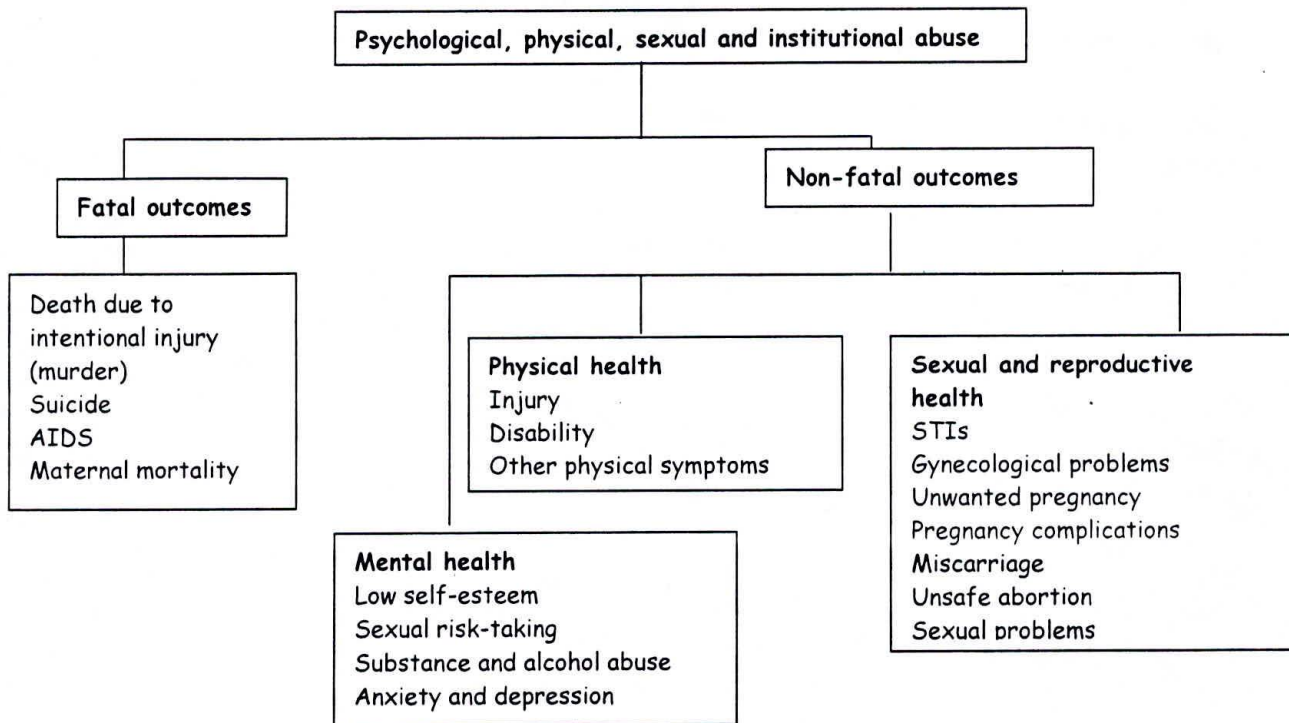 Psychological, physical, sexual and institutional abuse
Fatal outcomes
Non-fatal outcomes
Death due to
intentional injury
(murder)
Suicide
AIDS
Maternal mortality
Physical health
Injury
Disability
Other physical symptoms
Sexual and reproductive
health
STIs
Gynecological problems
Unwanted pregnancy
Pregnancy complications
Miscarriage
Unsafe abortion
Sexual problems
Mental health
Low self-esteem
Sexual risk-taking
Substance and alcohol abuse
Anxiety and depression